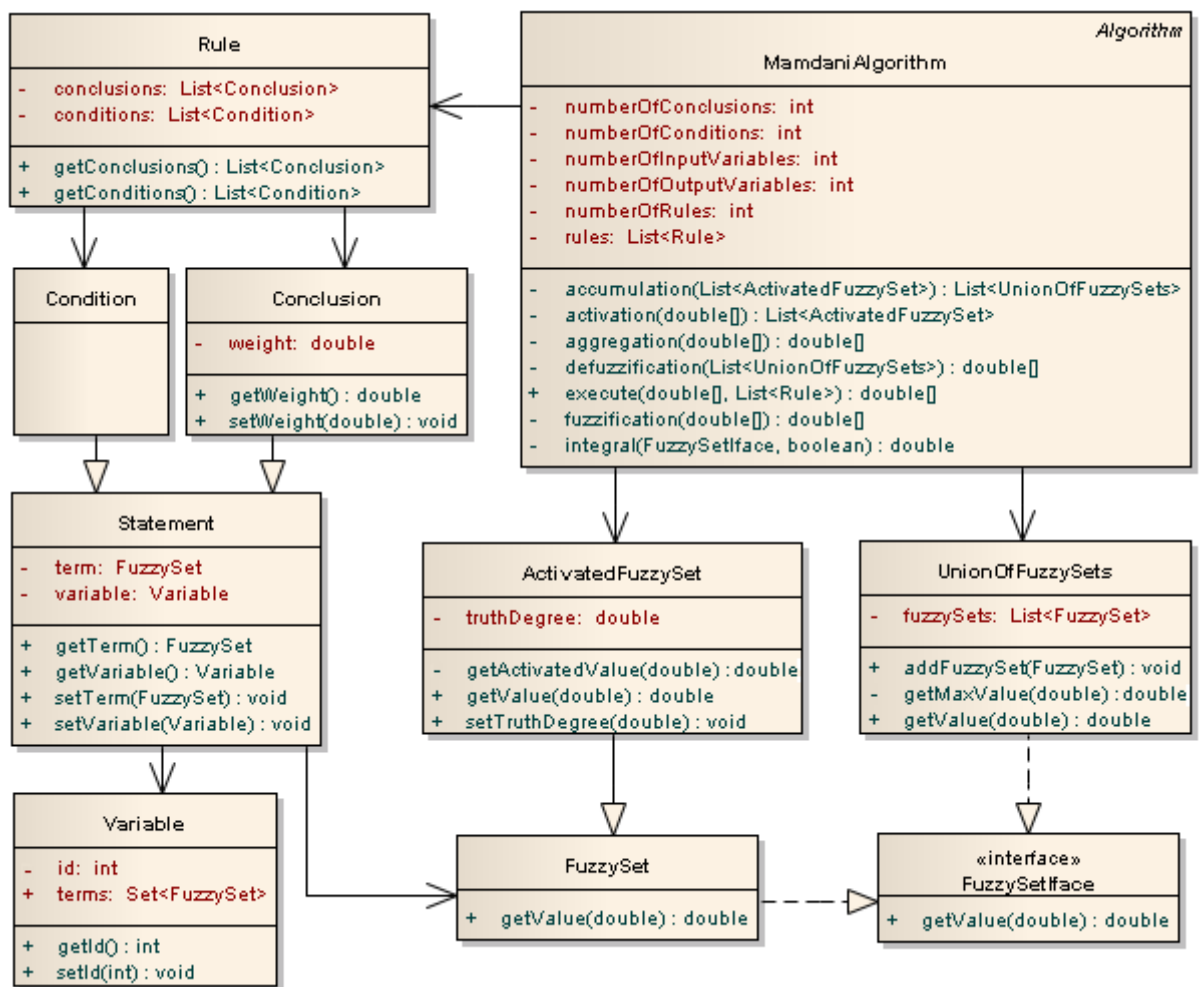 Rule
- conclusions: List<Conclusion>
- conditions: List<Condition>
+ getConclusions() : List<Conclusion>
+ getConditions() : List<Condition>
Algorithm
MamdaniAlgorithm
- numberOfConclusions: int
- numberOfConditions: int
- numberOfInputVariables: int
- numberOfOutputVariables: int
- numberOfRules: int
- rules: List<Rule>
- accumulation(List<ActivatedFuzzySet>) : List<UnionOfFuzzySets>
- activation(double[]) : List<ActivatedFuzzySet>
- aggregation(double[]) : double[]
- defuzzification(List<UnionOfFuzzySets>) : double[]
+ execute(double[], List<Rule>) : double[]
- fuzzification(double[]) : double[]
- integral(FuzzySetIface, boolean) : double
Condition
Conclusion
- weight: double
+ getWeight() : double
+ setWeight(double) : void
Statement
- term: FuzzySet
- variable: Variable
+ getTerm() : FuzzySet
+ getVariable() : Variable
+ setTerm(FuzzySet) : void
+ setVariable(Variable) : void
ActivatedFuzzySet
- truthDegree: double
- getActivatedValue(double) : double
+ getValue(double) : double
+ setTruthDegree(double) : void
UnionOfFuzzySets
- fuzzySets: List<FuzzySet>
+ addFuzzySet(FuzzySet) : void
- getMaxValue(double) : double
+ getValue(double) : double
Variable
- id: int
+ terms: Set<FuzzySet>
+ getId() : int
+ setId(int) : void
FuzzySet
+ getValue(double) : double
«interface»
FuzzySetIface
+ getValue(double) : double